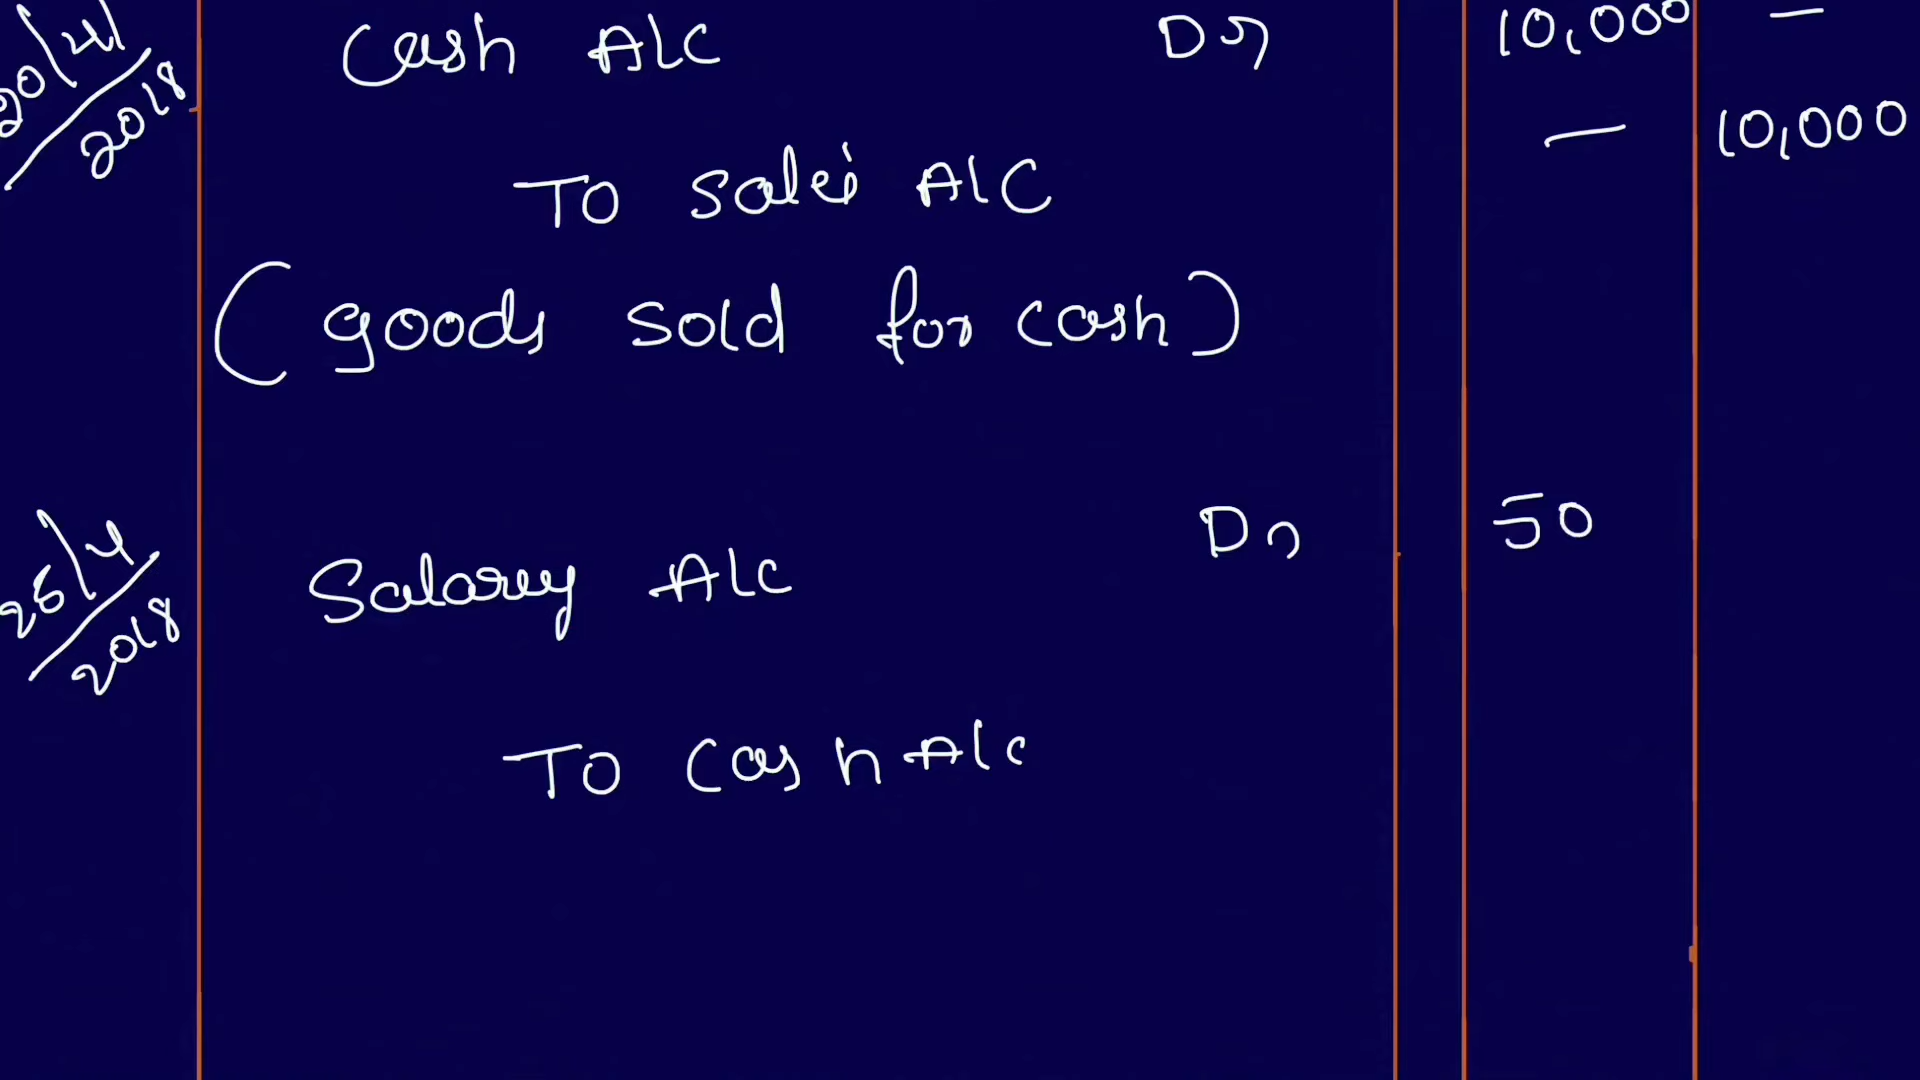 20/4/2018 Cash A/C Dr 10,000 —
To Sales A/C — 10,000
(goods sold for cash)
25/4/2018 Salary A/C Dr 50
To Cash A/c